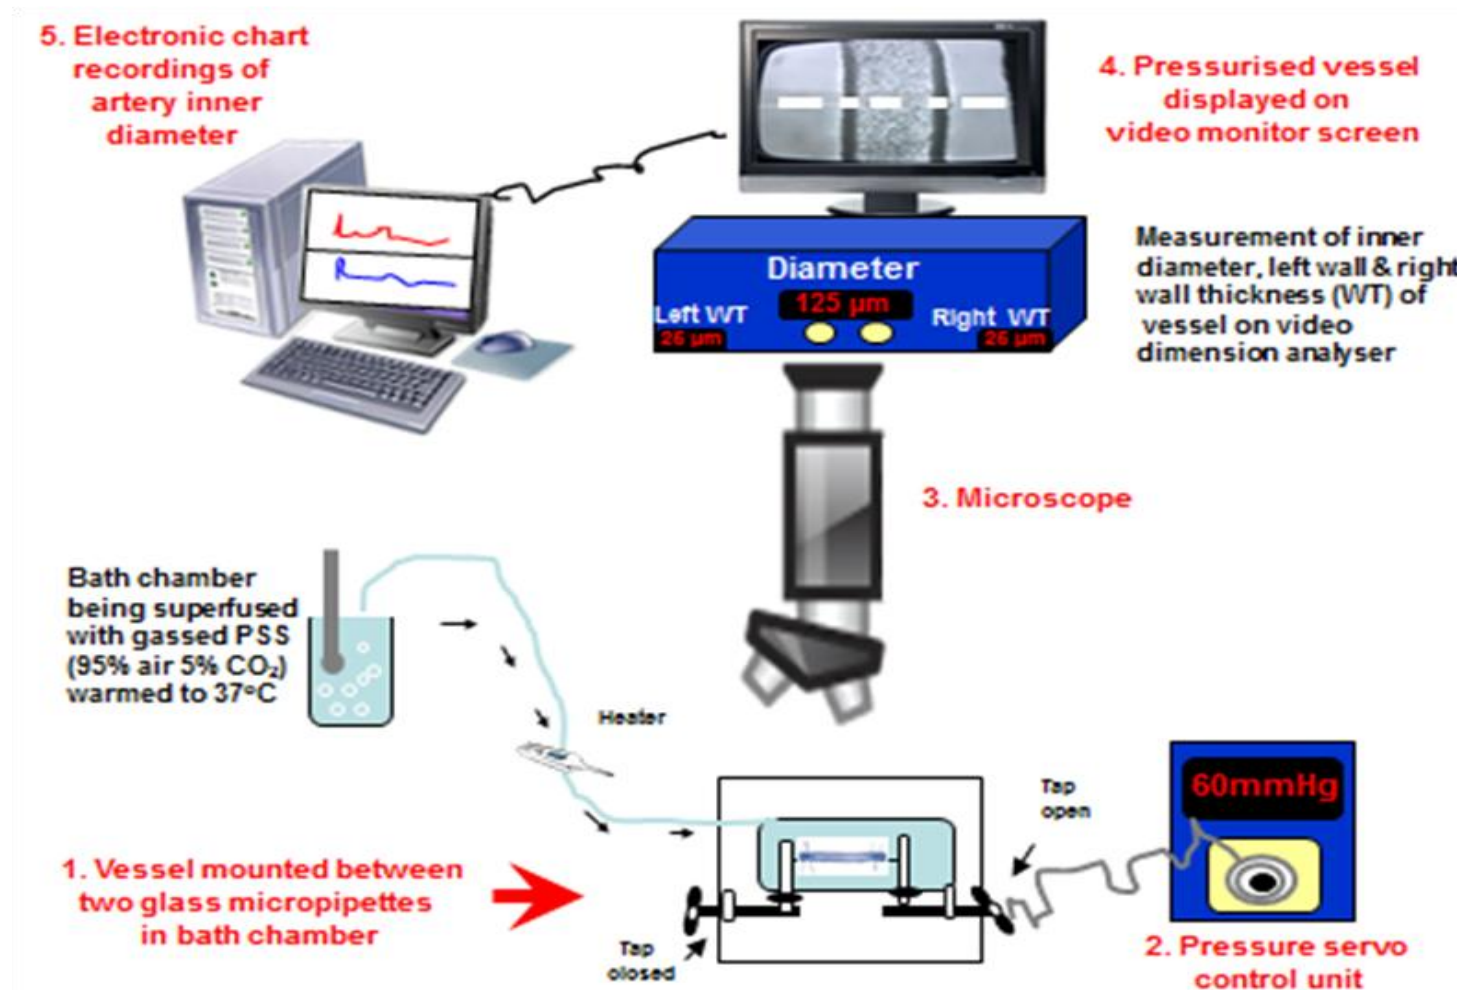 5. Electronic chart
recordings of
artery inner
diameter
4. Pressurised vessel
displayed on
video monitor screen
Measurement of inner
diameter, left wall & right
wall thickness (WT) of
vessel on video
dimension analyser
Diameter
125 µm
Left WT
26 µm
Right WT
26 µm
3. Microscope
Bath chamber
being superfused
with gassed PSS
(95% air 5% CO₂)
warmed to 37°C
Heater
Tap
open
60mmHg
1. Vessel mounted between
two glass micropipettes
in bath chamber
Tap
closed
2. Pressure servo
control unit